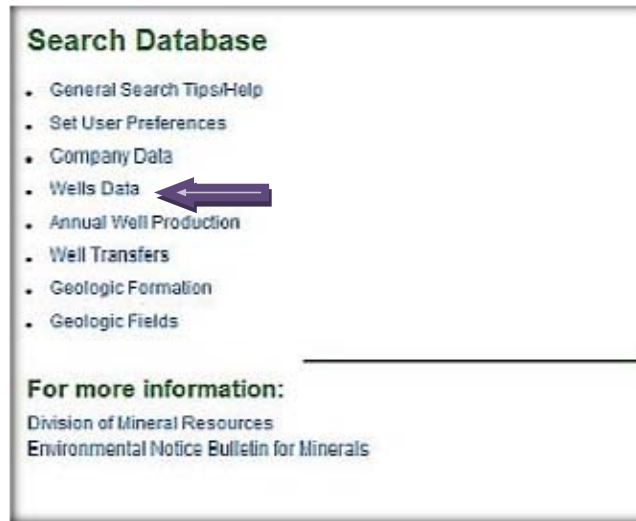 Search Database
General Search Tips/Help
Set User Preferences
Company Data
Wells Data
Annual Well Production
Well Transfers
Geologic Formation
Geologic Fields
For more information:
Division of Mineral Resources
Environmental Notice Bulletin for Minerals